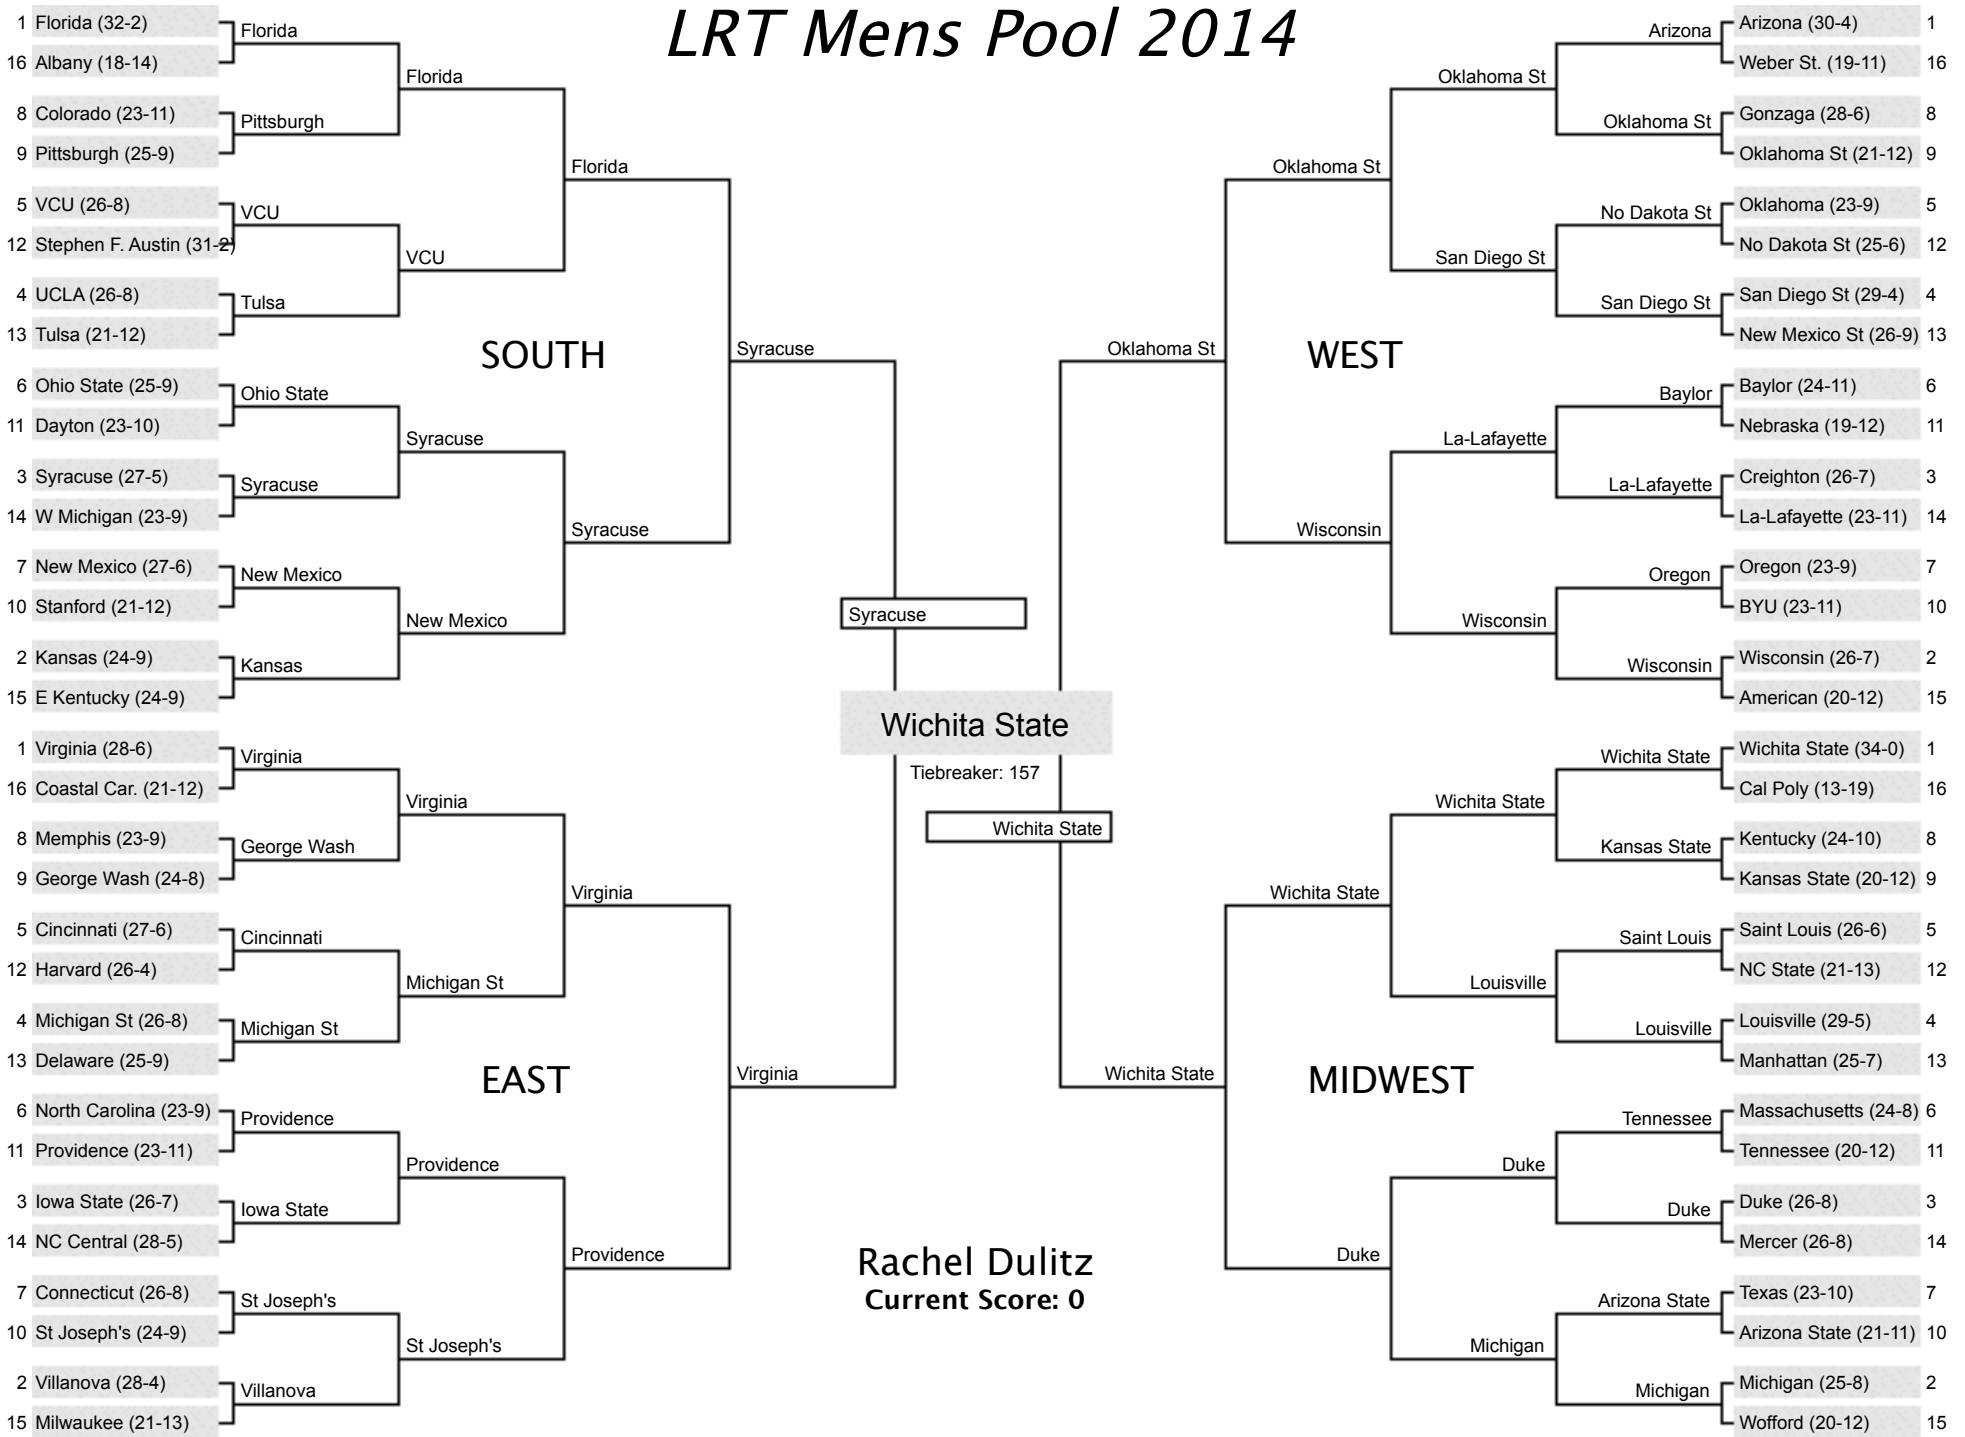 LRT Mens Pool 2014
1 Florida (32-2)
Florida
16 Albany (18-14)
Florida
8 Colorado (23-11)
Pittsburgh
9 Pittsburgh (25-9)
Florida
5 VCU (26-8)
VCU
12 Stephen F. Austin (31-2)
VCU
4 UCLA (26-8)
Tulsa
13 Tulsa (21-12)
SOUTH
Syracuse
6 Ohio State (25-9)
Ohio State
11 Dayton (23-10)
Syracuse
3 Syracuse (27-5)
Syracuse
14 W Michigan (23-9)
Syracuse
7 New Mexico (27-6)
New Mexico
10 Stanford (21-12)
New Mexico
2 Kansas (24-9)
Kansas
15 E Kentucky (24-9)
1 Virginia (28-6)
Virginia
16 Coastal Car. (21-12)
Virginia
8 Memphis (23-9)
George Wash
9 George Wash (24-8)
Virginia
5 Cincinnati (27-6)
Cincinnati
12 Harvard (26-4)
Michigan St
4 Michigan St (26-8)
Michigan St
13 Delaware (25-9)
EAST
Virginia
6 North Carolina (23-9)
Providence
11 Providence (23-11)
Providence
3 Iowa State (26-7)
Iowa State
14 NC Central (28-5)
Providence
7 Connecticut (26-8)
St Joseph's
10 St Joseph's (24-9)
St Joseph's
2 Villanova (28-4)
Villanova
15 Milwaukee (21-13)
Syracuse
Wichita State
Tiebreaker: 157
Wichita State
Rachel Dulitz
Current Score: 0
Arizona (30-4) 1
Arizona
Weber St. (19-11) 16
Oklahoma St
Gonzaga (28-6) 8
Oklahoma St
Oklahoma St (21-12) 9
Oklahoma St
Oklahoma (23-9) 5
No Dakota St
No Dakota St (25-6) 12
San Diego St
San Diego St (29-4) 4
San Diego St
New Mexico St (26-9) 13
Oklahoma St
WEST
Baylor (24-11) 6
Baylor
Nebraska (19-12) 11
La-Lafayette
Creighton (26-7) 3
La-Lafayette
La-Lafayette (23-11) 14
Wisconsin
Oregon (23-9) 7
Oregon
BYU (23-11) 10
Wisconsin
Wisconsin (26-7) 2
Wisconsin
American (20-12) 15
Wichita State (34-0) 1
Wichita State
Cal Poly (13-19) 16
Wichita State
Kentucky (24-10) 8
Kansas State
Kansas State (20-12) 9
Wichita State
Saint Louis (26-6) 5
Saint Louis
NC State (21-13) 12
Louisville
Louisville (29-5) 4
Louisville
Manhattan (25-7) 13
Wichita State
MIDWEST
Massachusetts (24-8) 6
Tennessee
Tennessee (20-12) 11
Duke
Duke (26-8) 3
Duke
Mercer (26-8) 14
Duke
Texas (23-10) 7
Arizona State
Arizona State (21-11) 10
Michigan
Michigan (25-8) 2
Michigan
Wofford (20-12) 15